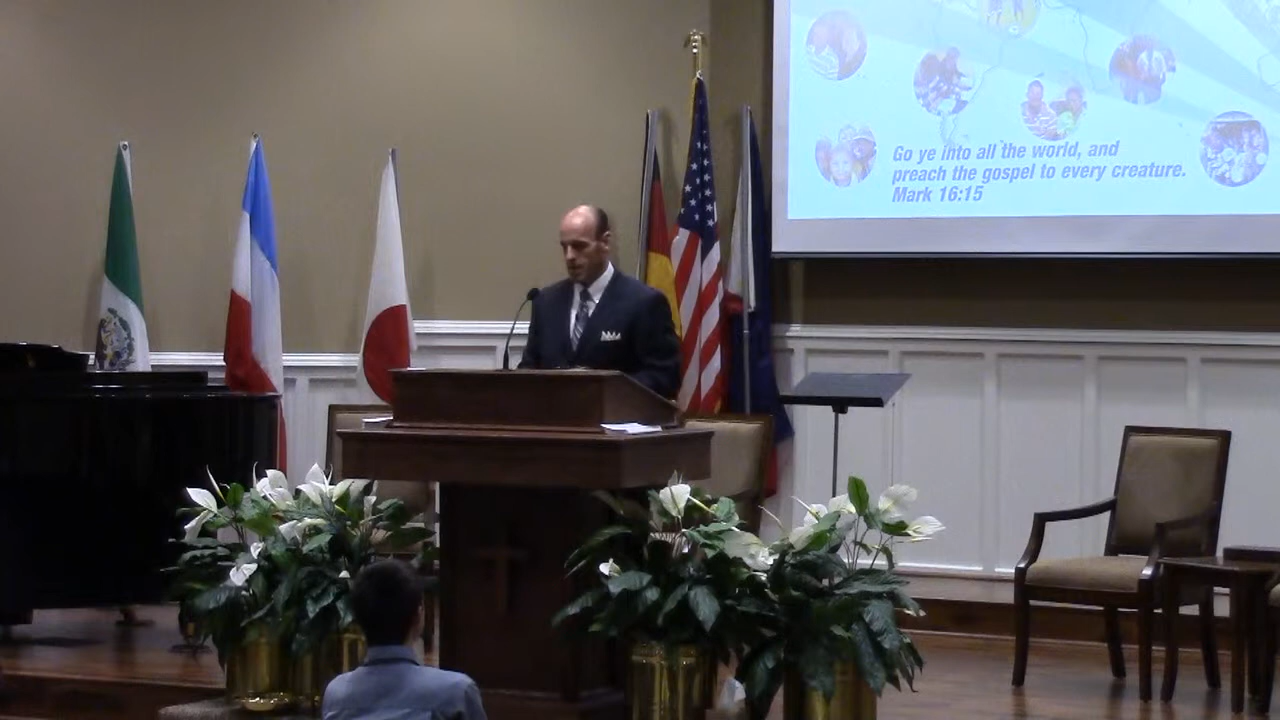 Go ye into all the world, and
preach the gospel to every creature.
Mark 16:15